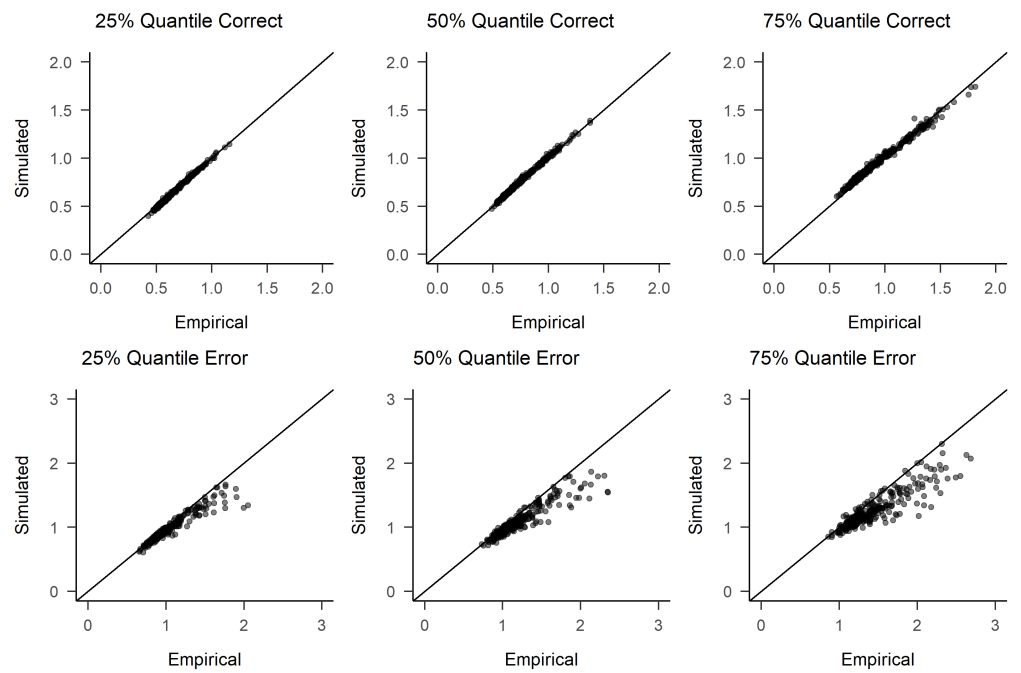 25% Quantile Correct
50% Quantile Correct
75% Quantile Correct
Simulated
2.0
1.5
1.0
0.5
0.0
0.0 0.5 1.0 1.5 2.0
Empirical
Simulated
2.0
1.5
1.0
0.5
0.0
0.0 0.5 1.0 1.5 2.0
Empirical
Simulated
2.0
1.5
1.0
0.5
0.0
0.0 0.5 1.0 1.5 2.0
Empirical
25% Quantile Error
50% Quantile Error
75% Quantile Error
Simulated
3
2
1
0
0 1 2 3
Empirical
Simulated
3
2
1
0
0 1 2 3
Empirical
Simulated
3
2
1
0
0 1 2 3
Empirical